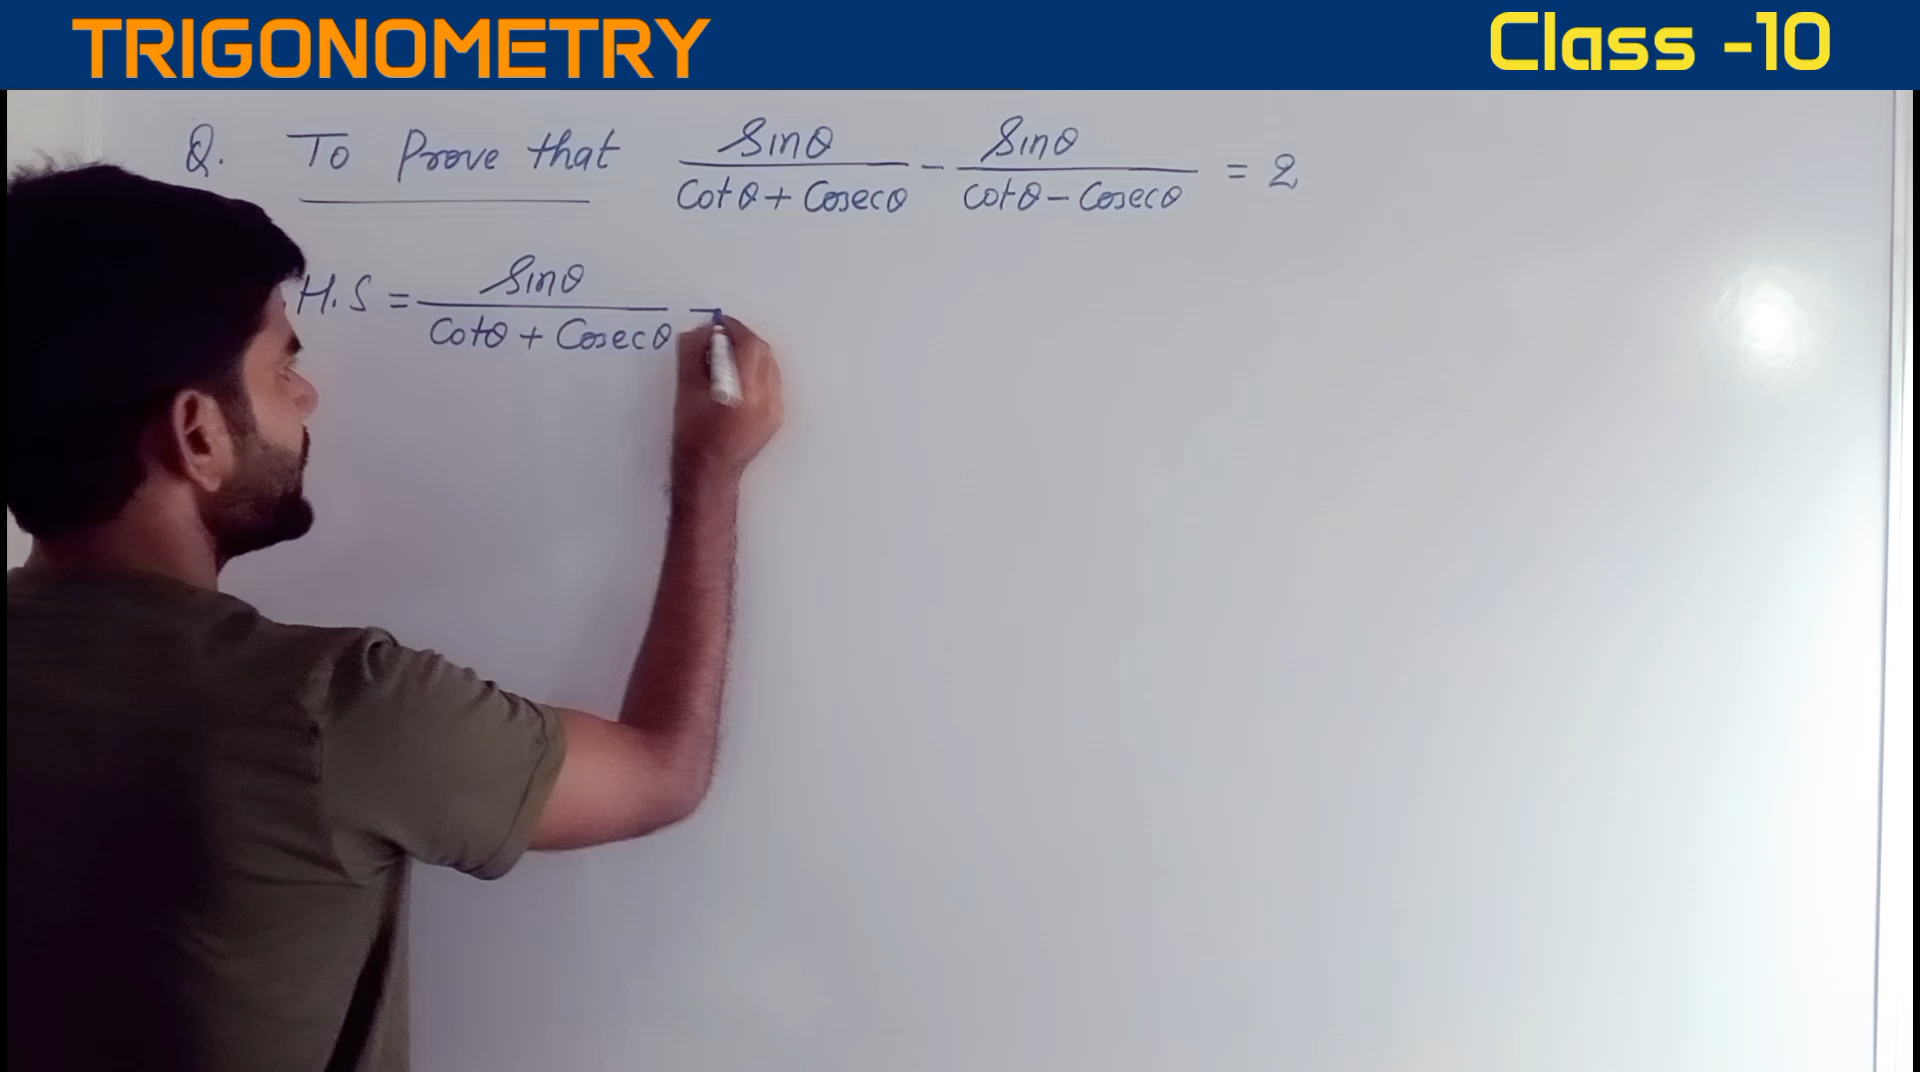 TRIGONOMETRY Class -10
Q. To Prove that Sinθ/(Cotθ + Cosecθ) - Sinθ/(Cotθ - Cosecθ) = 2
H.S = Sinθ/(Cotθ + Cosecθ) -